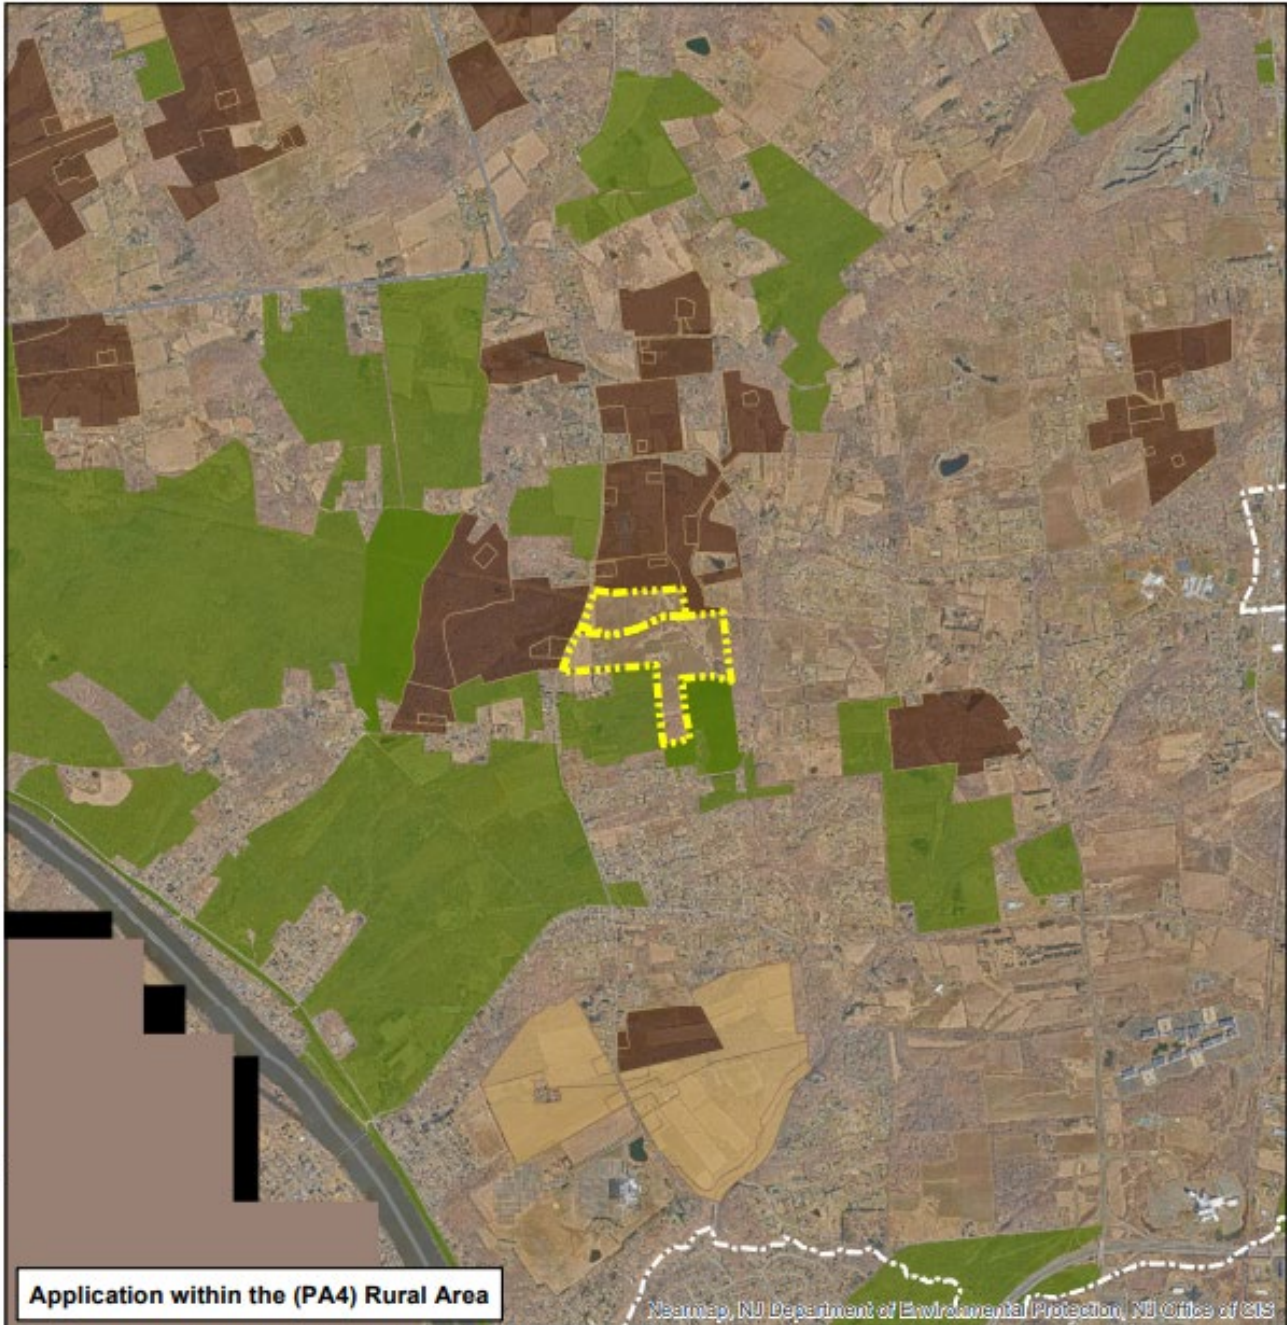 Application within the (PA4) Rural Area
Nearmap, NJ Department of Environmental Protection, NJ Office of GIS